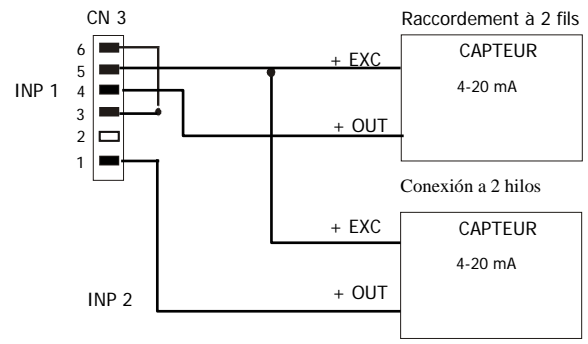 CN 3
Raccordement à 2 fils
6
5
INP 1
4
3
2
1
+ EXC
CAPTEUR
4-20 mA
+ OUT
Conexión a 2 hilos
+ EXC
CAPTEUR
4-20 mA
INP 2
+ OUT